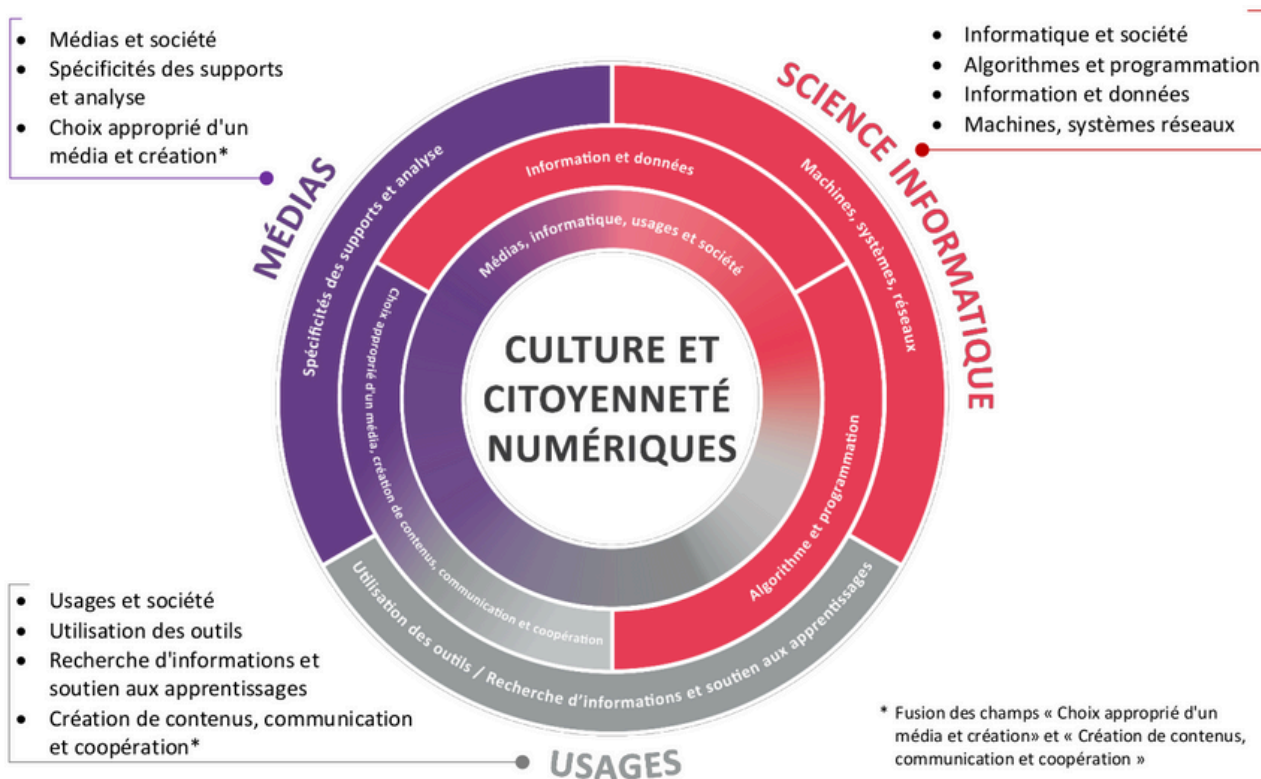 • Médias et société
• Spécificités des supports
et analyse
• Choix approprié d'un
média et création*
MÉDIAS
• Informatique et société
• Algorithmes et programmation
• Information et données
• Machines, systèmes réseaux
SCIENCE INFORMATIQUE
Spécificités des supports et analyse
Machines, systèmes, réseaux
Information et données
Médias, informatique, usages et société
Choix approprié d'un média, création de contenus, communication et coopération
Algorithme et programmation
CULTURE ET
CITOYENNETÉ
NUMÉRIQUES
Utilisation des outils / Recherche d'informations et soutien aux apprentissages
• Usages et société
• Utilisation des outils
• Recherche d'informations et
soutien aux apprentissages
• Création de contenus, communication
et coopération*
USAGES
* Fusion des champs « Choix approprié d'un
média et création» et « Création de contenus,
communication et coopération »